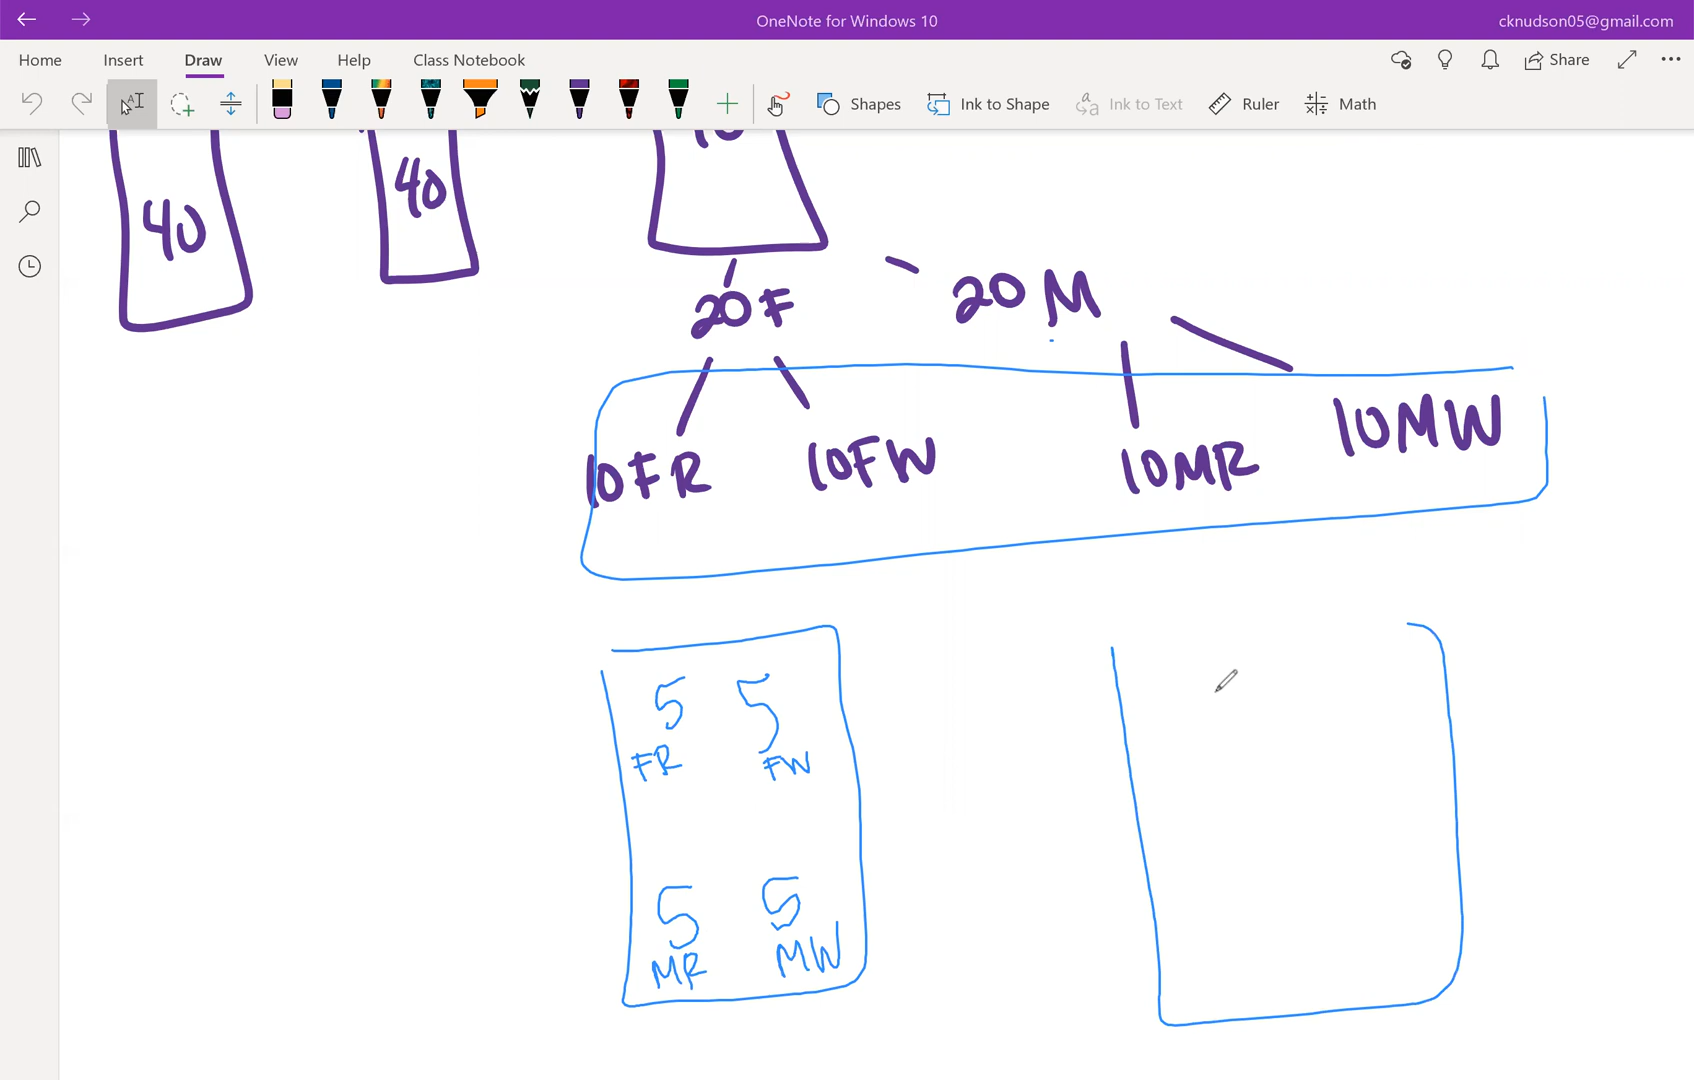 OneNote for Windows 10
cknudson05@gmail.com
Home Insert Draw View Help Class Notebook
Share
Shapes Ink to Shape Ink to Text Ruler Math
40
40
20 F
20 M
10FR
10FW
10MR
10MW
5 5
FR FW
5 5
MR MW